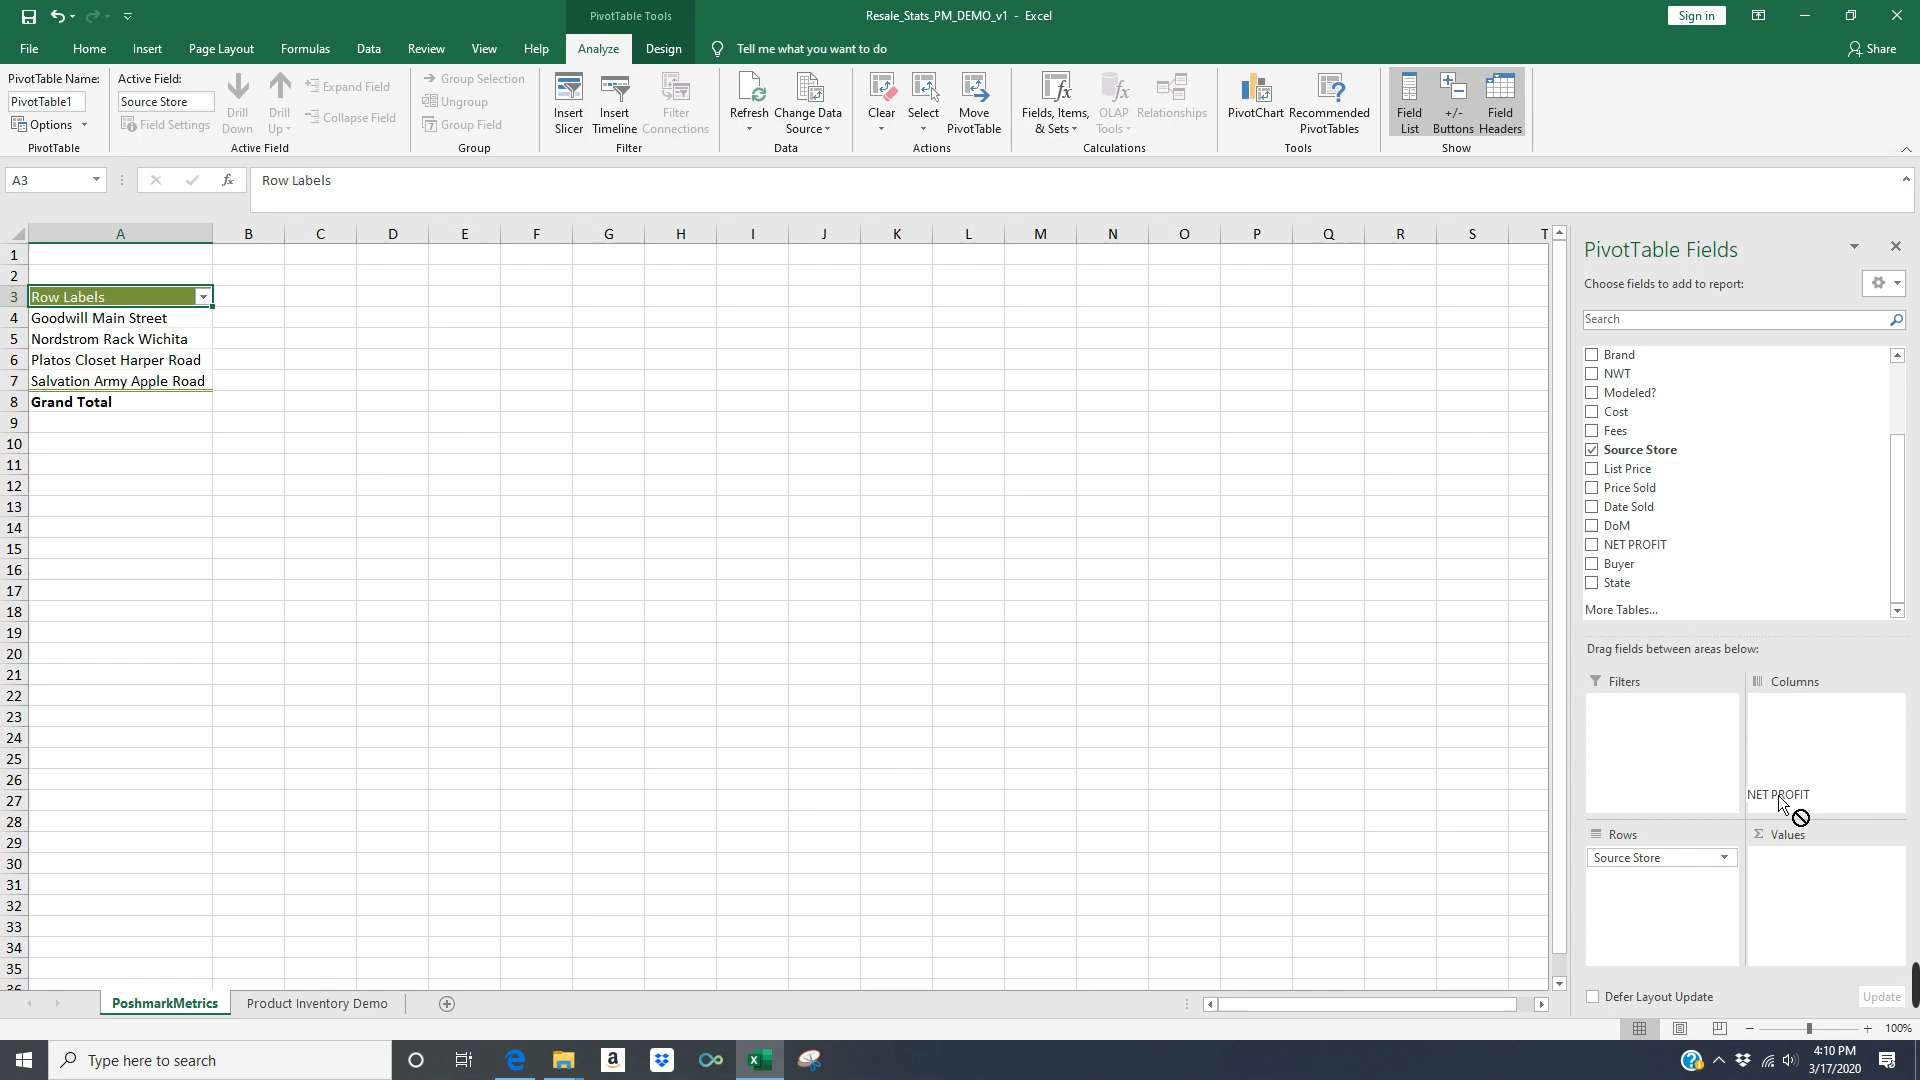 PivotTable Tools
Resale_Stats_PM_DEMO_v1 - Excel
Sign in
File Home Insert Page Layout Formulas Data Review View Help Analyze Design Tell me what you want to do
Share
PivotTable Name:
PivotTable1
Options
PivotTable
Active Field:
Source Store
Field Settings
Drill Down
Drill Up
Expand Field
Collapse Field
Active Field
Group Selection
Ungroup
Group Field
Group
Insert Slicer
Insert Timeline
Filter Connections
Filter
Refresh
Change Data Source
Data
Clear
Select
Move PivotTable
Actions
Fields, Items, & Sets
OLAP Tools
Relationships
Calculations
PivotChart
Recommended PivotTables
Tools
Field List
+/- Buttons
Field Headers
Show
A3
fx
Row Labels
A B C D E F G H I J K L M N O P Q R S T
1
2
3 Row Labels
4 Goodwill Main Street
5 Nordstrom Rack Wichita
6 Platos Closet Harper Road
7 Salvation Army Apple Road
8 Grand Total
9
10
11
12
13
14
15
16
17
18
19
20
21
22
23
24
25
26
27
28
29
30
31
32
33
34
35
36
PivotTable Fields
Choose fields to add to report:
Search
Brand
NWT
Modeled?
Cost
Fees
Source Store
List Price
Price Sold
Date Sold
DoM
NET PROFIT
Buyer
State
More Tables...
Drag fields between areas below:
Filters
Columns
NET PROFIT
Rows
Σ Values
Source Store
Defer Layout Update
Update
PoshmarkMetrics
Product Inventory Demo
100%
Type here to search
4:10 PM
3/17/2020